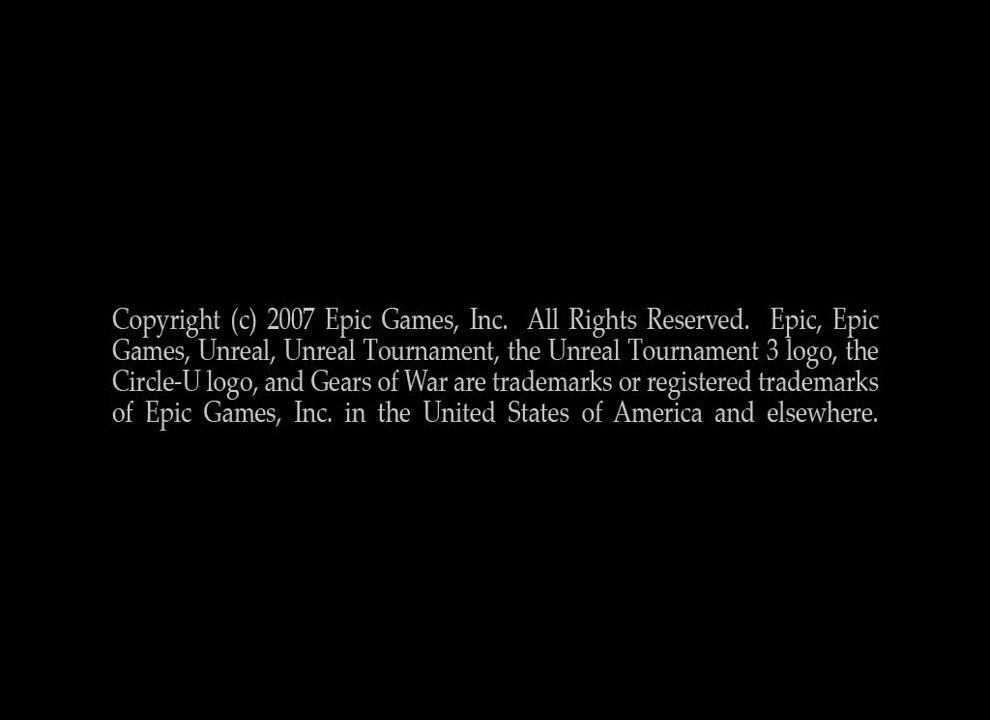 Copyright (c) 2007 Epic Games, Inc.  All Rights Reserved.  Epic, Epic
Games, Unreal, Unreal Tournament, the Unreal Tournament 3 logo, the
Circle-U logo, and Gears of War are trademarks or registered trademarks
of Epic Games, Inc. in the United States of America and elsewhere.